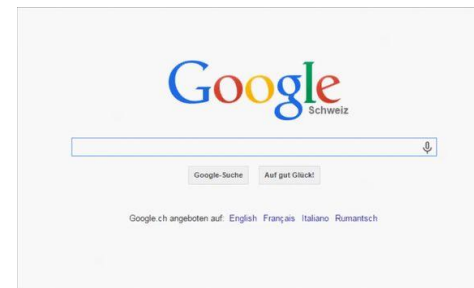 Google
Schweiz
Google-Suche
Auf gut Glück!
Google.ch angeboten auf: English Français Italiano Rumantsch